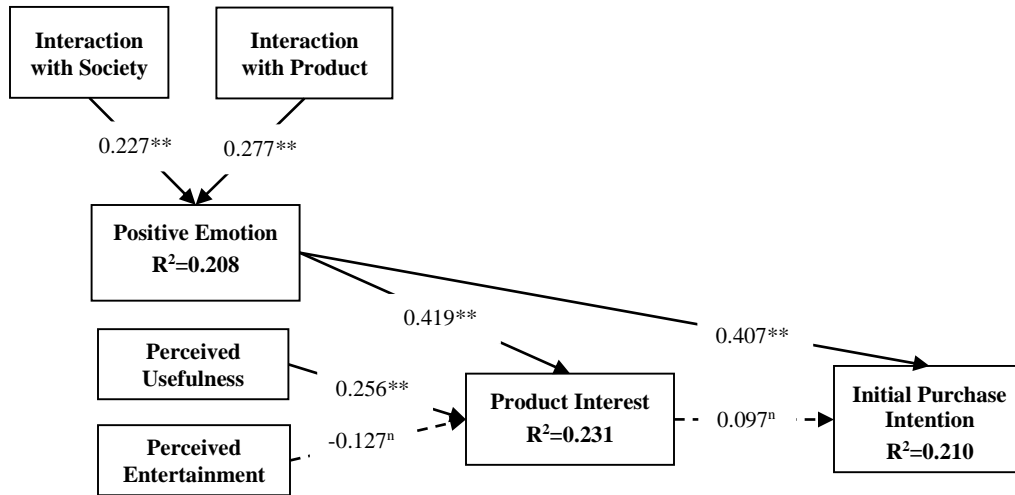 Interaction
with Society
Interaction
with Product
0.227**
0.277**
Positive Emotion
R²=0.208
0.419**
0.407**
Perceived
Usefulness
0.256**
Product Interest
R²=0.231
0.097ⁿ
Initial Purchase
Intention
R²=0.210
-0.127ⁿ
Perceived
Entertainment